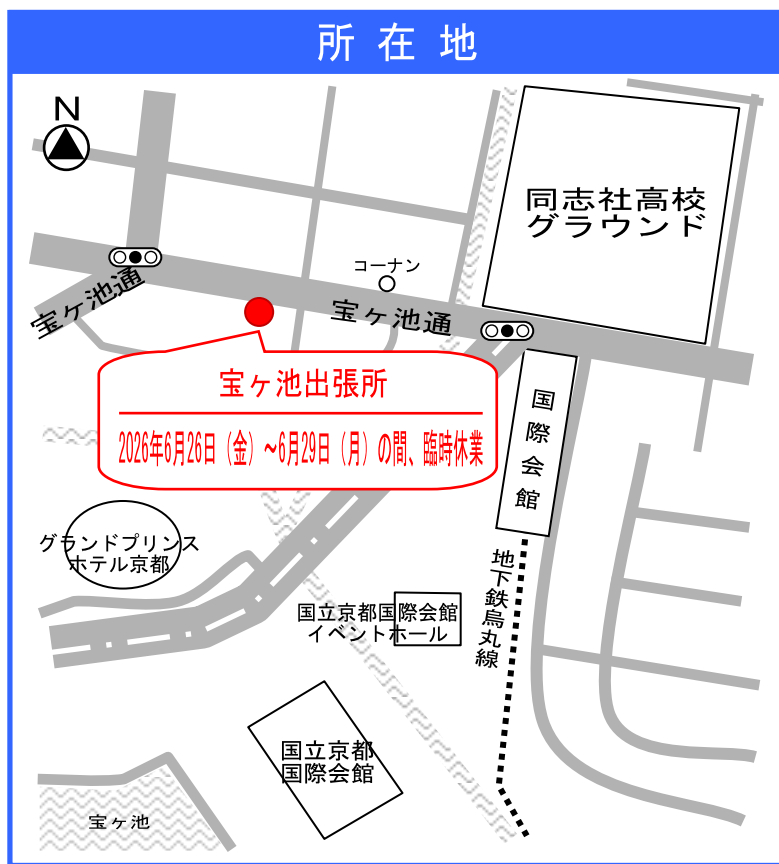 所在地
N
同志社高校
グラウンド
コーナン
宝ヶ池通
宝ヶ池通
宝ヶ池出張所
2026年6月26日（金）～6月29日（月）の間、臨時休業
国際会館
グランドプリンス
ホテル京都
地下鉄烏丸線
国立京都国際会館
イベントホール
国立京都
国際会館
宝ヶ池